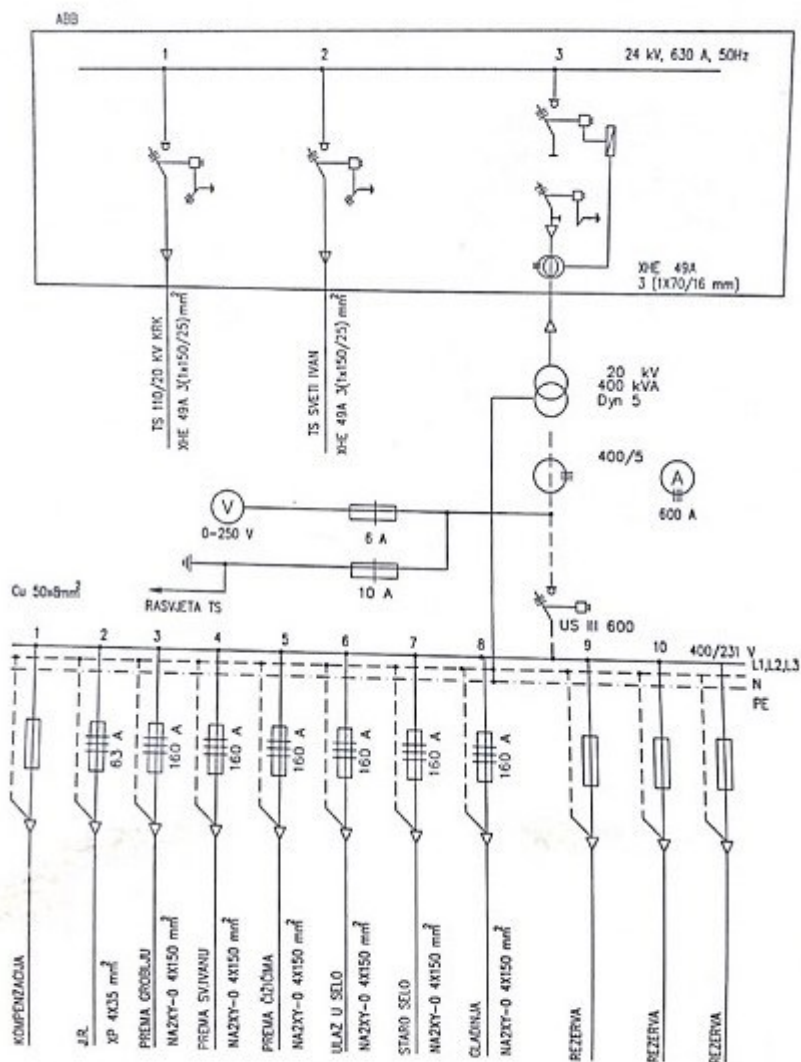 ABB
1
2
3
24 kV, 630 A, 50Hz
XHE 49A
3 (1X70/16 mm)
TS 110/20 KV KRK
XHE 49A 3(1x150/25) mm²
TS SVETI IVAN
XHE 49A 3(1x150/25) mm²
20 kV
400 kVA
Dyn 5
400/5
A
600 A
V
0-250 V
6 A
10 A
RASVJETA TS
Cu 50x8mm²
US III 600
400/231 V
1
2
3
4
5
6
7
8
9
10
L1,L2,L3
N
PE
63 A
160 A
160 A
160 A
160 A
160 A
160 A
KOMPENZACIJA
J.R.
XP 4X35 mm²
PREMA GROBLJU
NA2XY-0 4X150 mm²
PREMA SV.IVANU
NA2XY-0 4X150 mm²
PREMA ČIŽIČIMA
NA2XY-0 4X150 mm²
ULAZ U SELO
NA2XY-0 4X150 mm²
STARO SELO
NA2XY-0 4X150 mm²
NA2XY-0 4X150 mm²
REZERVA
REZERVA
REZERVA